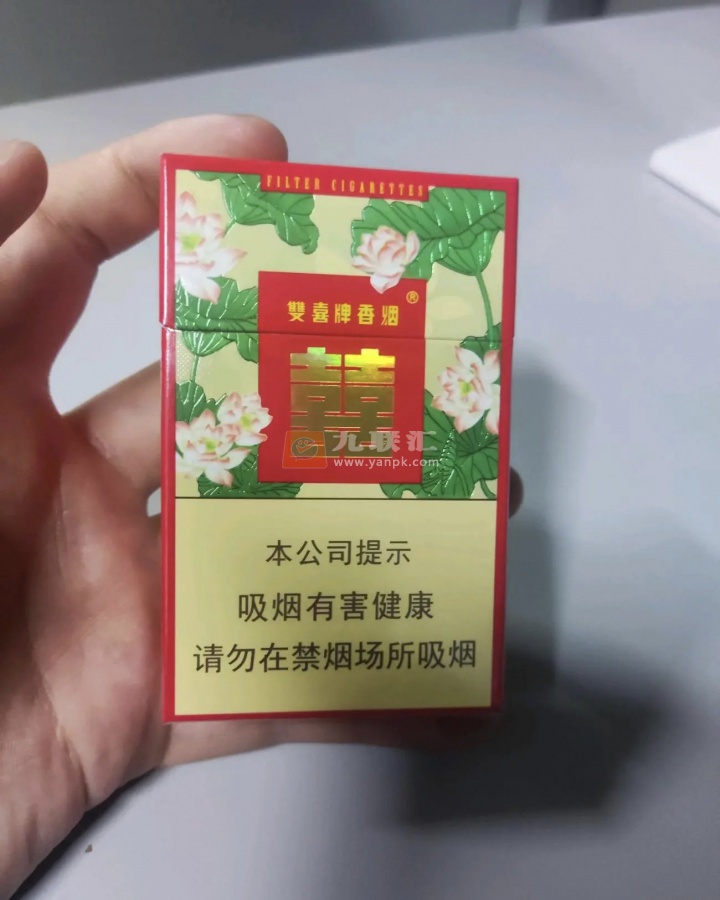 FILTER CIGARETTES
雙喜牌香烟®
囍
九联汇
www.yanpk.com
本公司提示
吸烟有害健康
请勿在禁烟场所吸烟